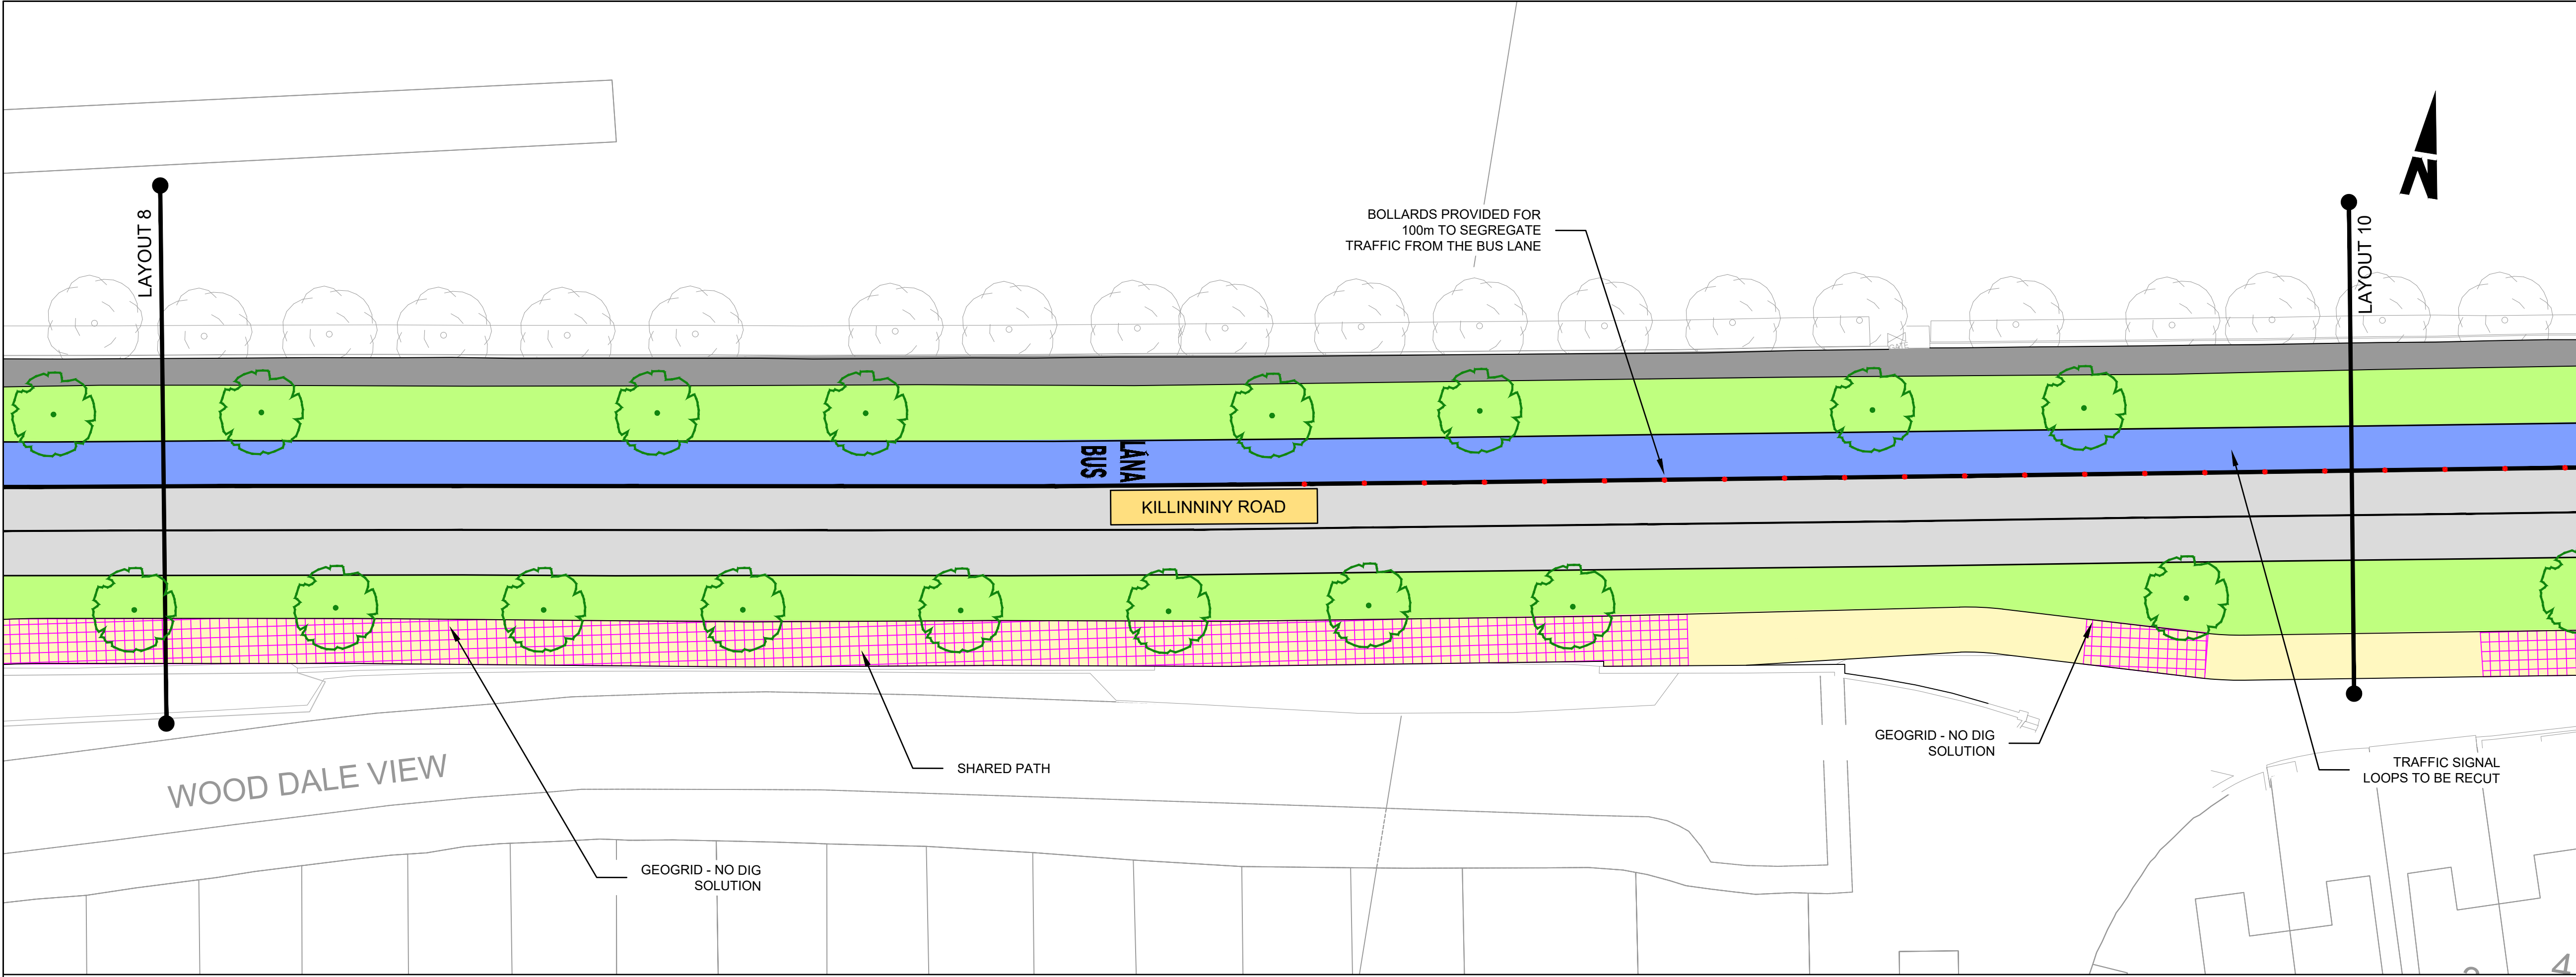 LAYOUT 8
BOLLARDS PROVIDED FOR
100m TO SEGREGATE
TRAFFIC FROM THE BUS LANE
N
LAYOUT 10
GATE
LÁNA
BUS
KILLINNINY ROAD
WOOD DALE VIEW
SHARED PATH
GEOGRID - NO DIG
SOLUTION
GEOGRID - NO DIG
SOLUTION
TRAFFIC SIGNAL
LOOPS TO BE RECUT
4